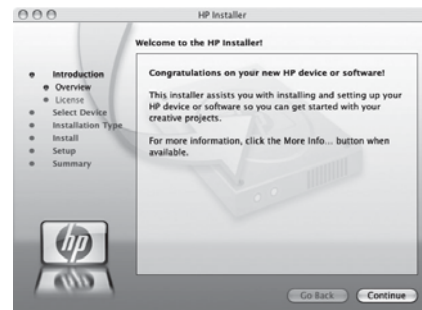 HP Installer
Welcome to the HP Installer!
Introduction
Overview
License
Select Device
Installation Type
Install
Setup
Summary
Congratulations on your new HP device or software!
This installer assists you with installing and setting up your
HP device or software so you can get started with your
creative projects.
For more information, click the More Info... button when
available.
hp
Go Back
Continue